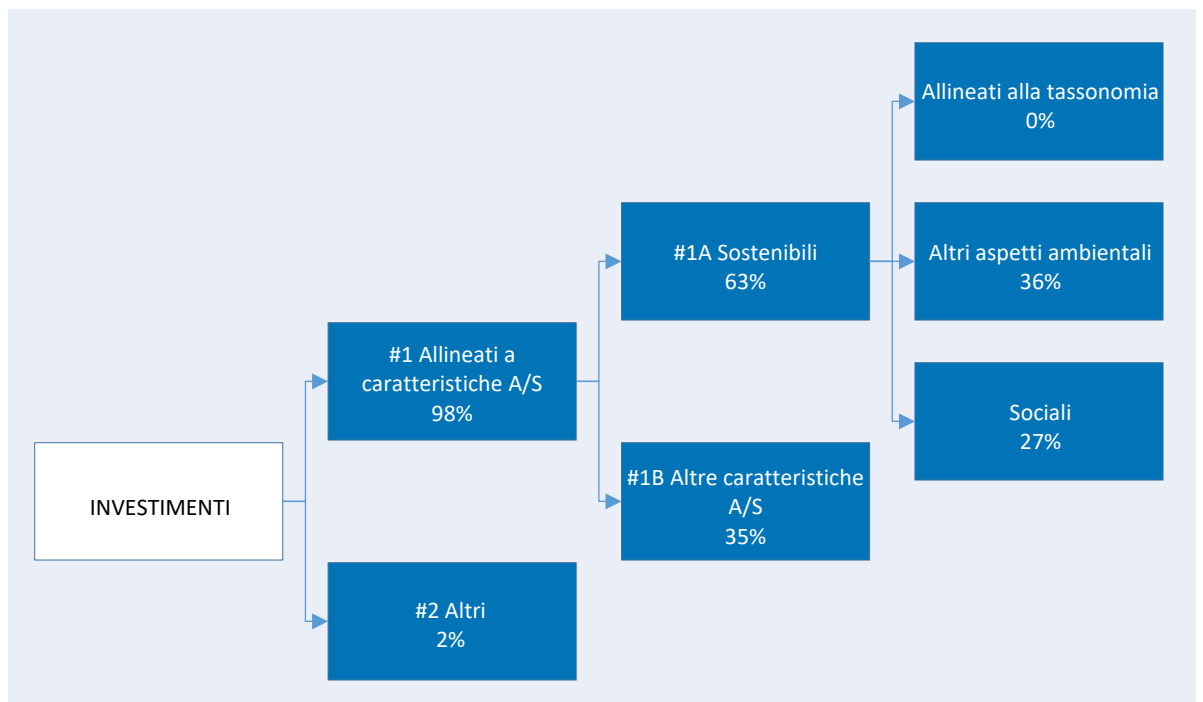 INVESTIMENTI
#1 Allineati a
caratteristiche A/S
98%
#2 Altri
2%
#1A Sostenibili
63%
#1B Altre caratteristiche
A/S
35%
Allineati alla tassonomia
0%
Altri aspetti ambientali
36%
Sociali
27%